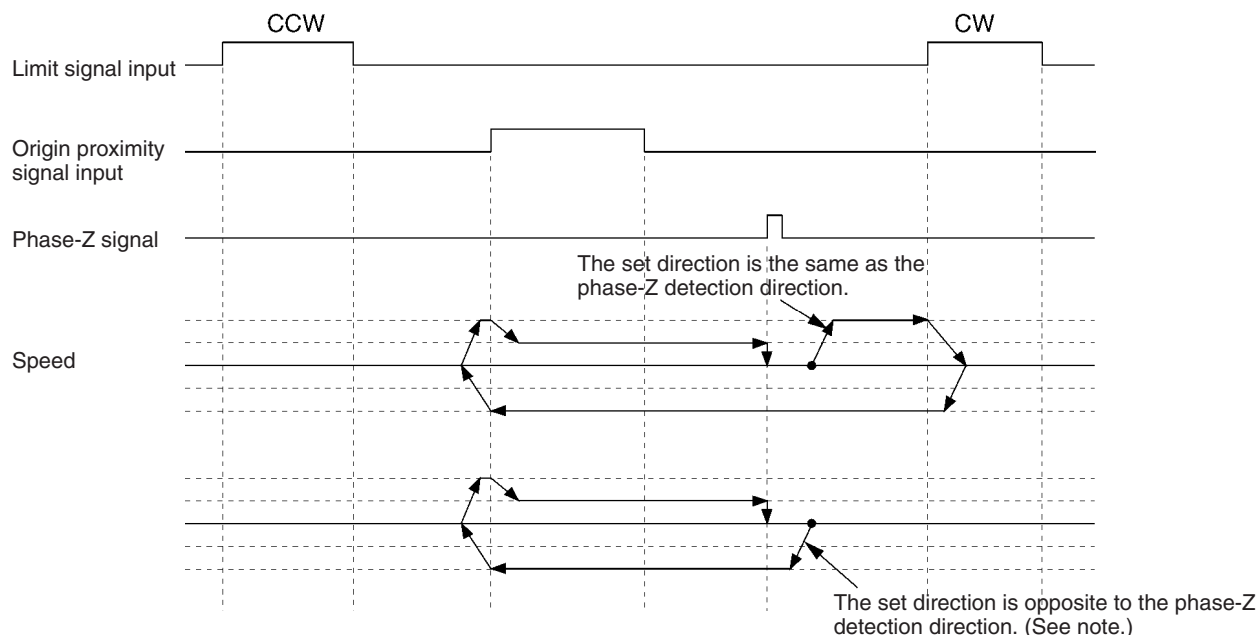 CCW
CW
Limit signal input
Origin proximity
signal input
Phase-Z signal
The set direction is the same as the
phase-Z detection direction.
Speed
The set direction is opposite to the phase-Z
detection direction. (See note.)